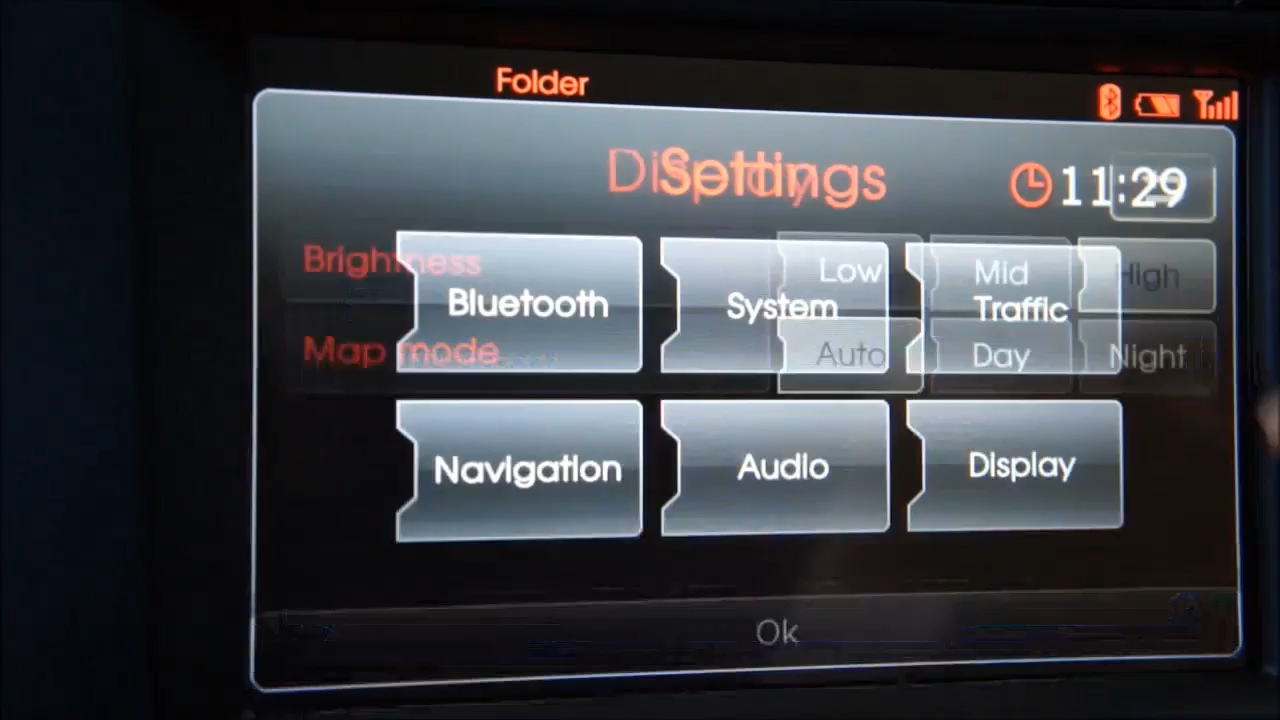 Folder
Display
Settings
11:29
Brightness
Low
Mid
High
Bluetooth
System
Traffic
Map mode
Auto
Day
Night
Navigation
Audio
Display
Ok